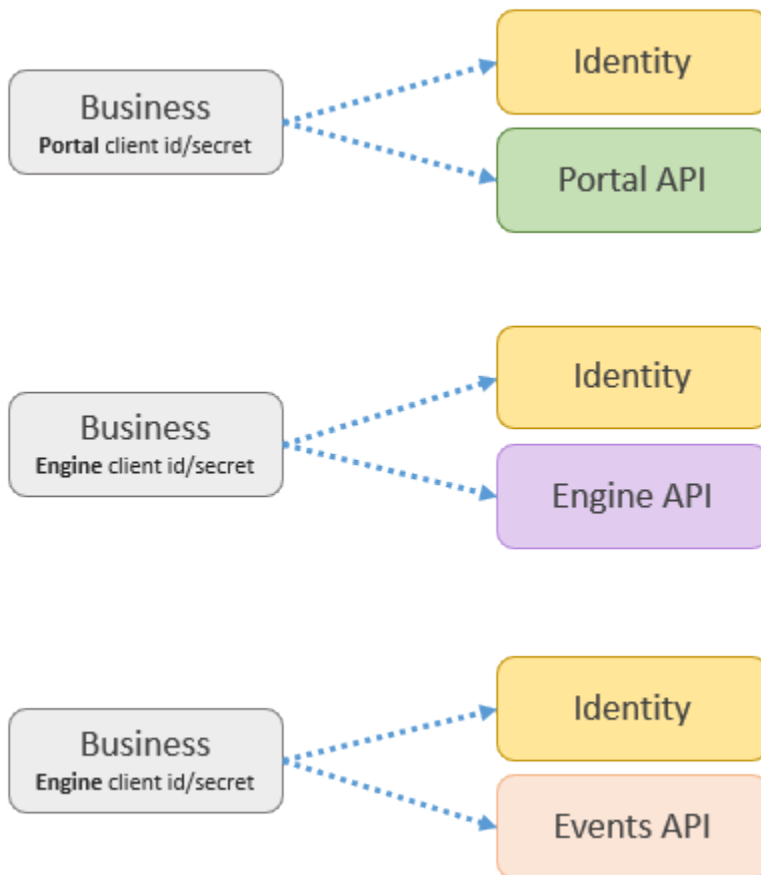 Identity
Business
Portal client id/secret
Portal API
Identity
Business
Engine client id/secret
Engine API
Identity
Business
Engine client id/secret
Events API